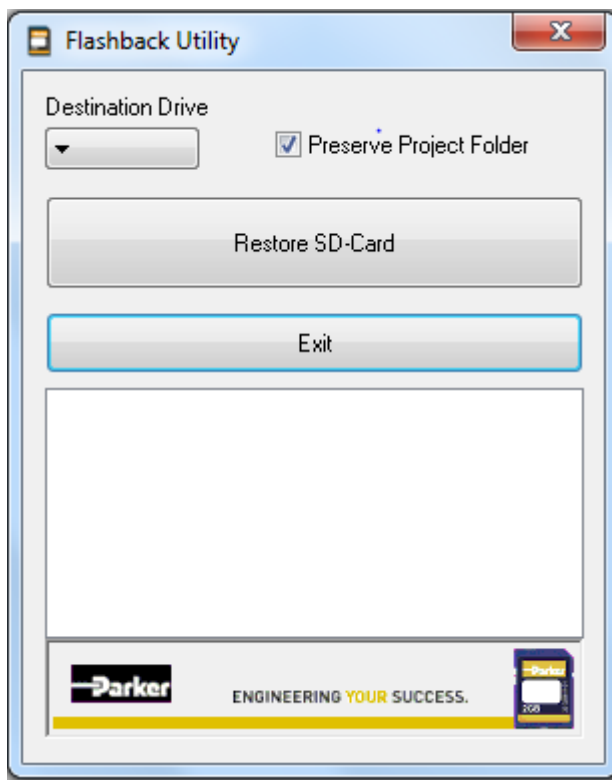 Flashback Utility
Destination Drive
Preserve Project Folder
Restore SD-Card
Exit
Parker
ENGINEERING YOUR SUCCESS.
Parker
2GB